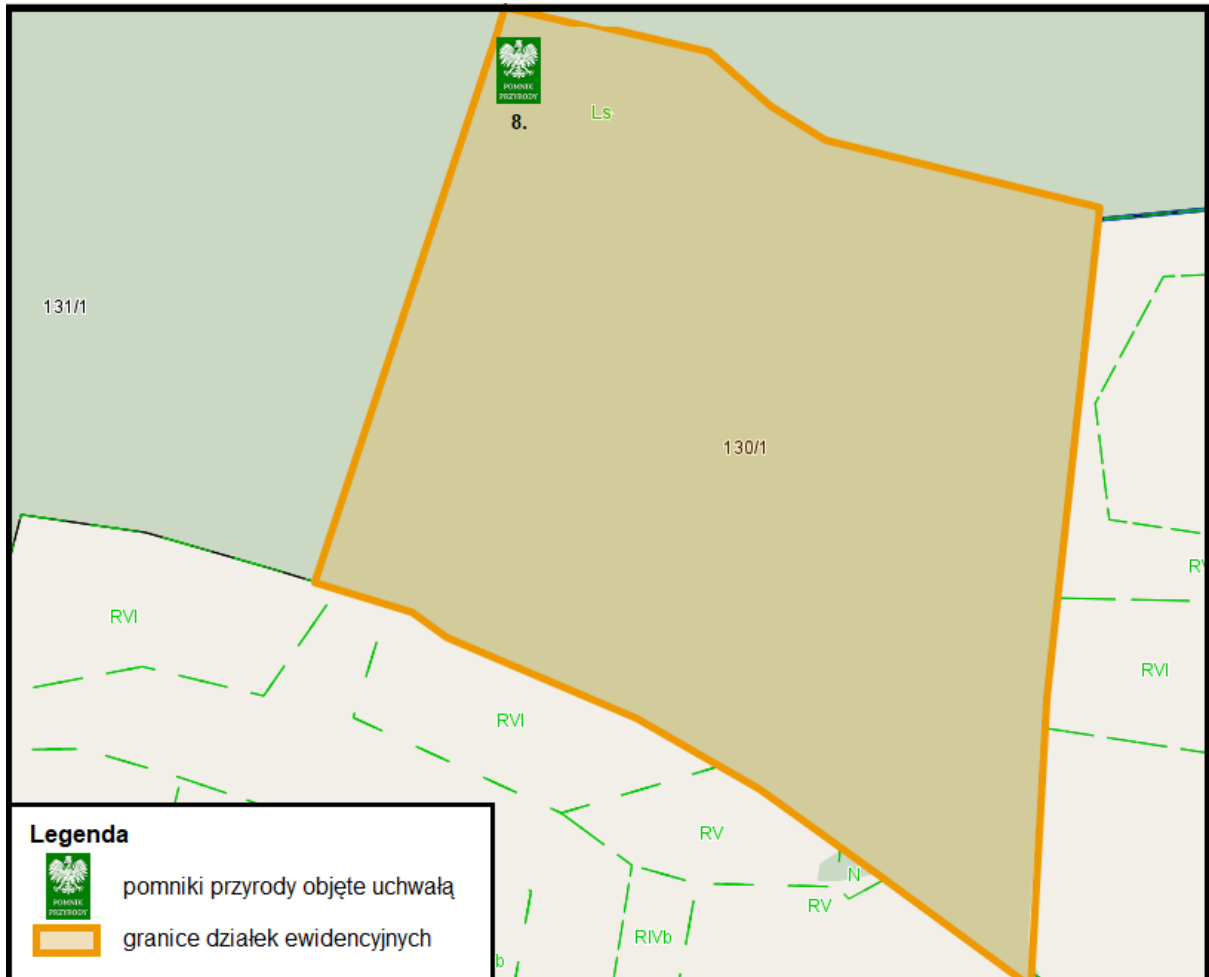 POMNIK
PRZYRODY
8.
Ls
131/1
130/1
RVI
RVI
RVI
RV
N
RV
RIVb
b
Legenda
POMNIK
PRZYRODY
pomniki przyrody objęte uchwałą
granice działek ewidencyjnych